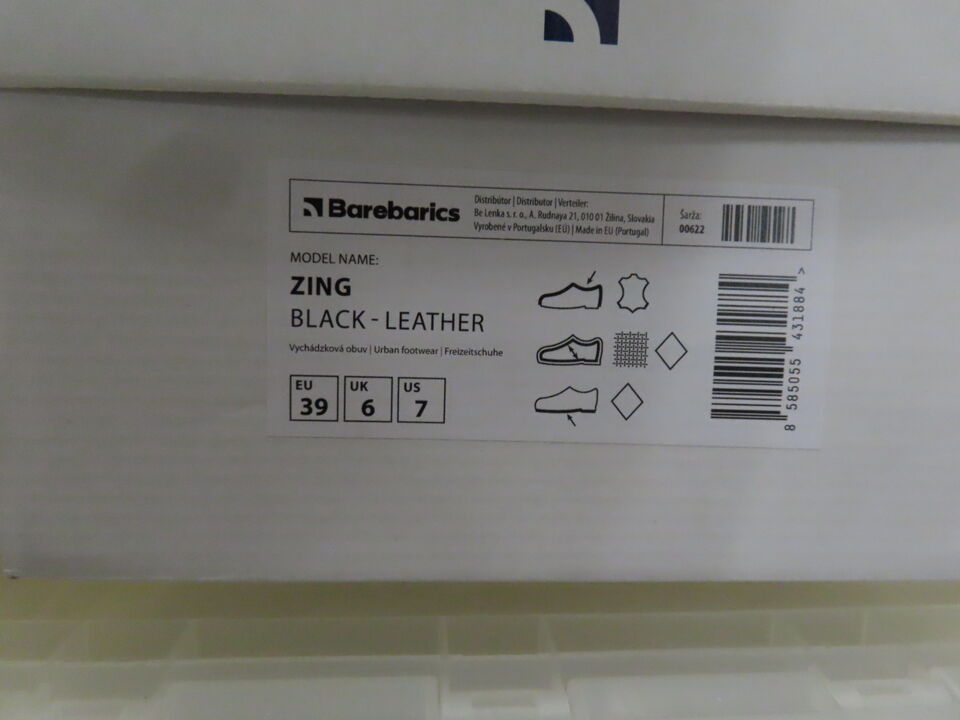 Barebarics
Distribútor | Distributor | Verteiler:
Be Lenka s. r. o., A. Rudnaya 21, 010 01 Žilina, Slovakia
Vyrobené v Portugalsku (EÚ) | Made in EU (Portugal)
Šarža:
00622
MODEL NAME:
ZING
BLACK - LEATHER
Vychádzková obuv | Urban footwear | Freizeitschuhe
EU
39
UK
6
US
7
8 585055 431884 >